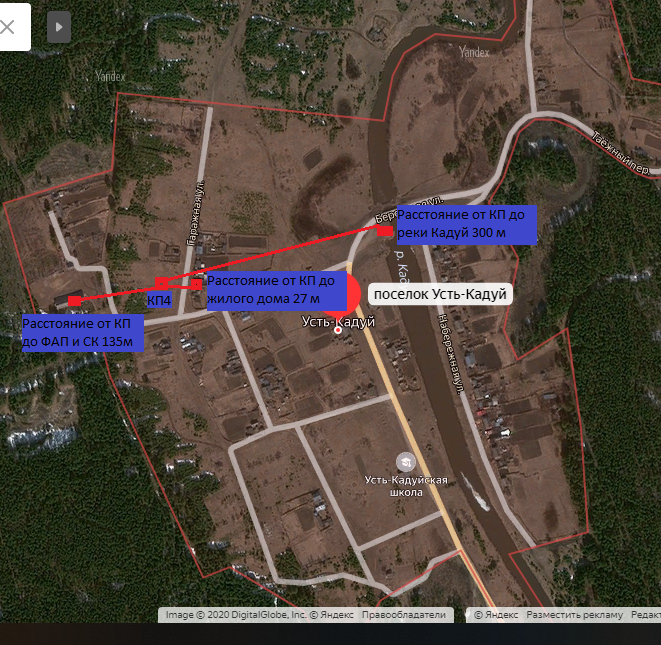 Yandex
Yandex
Таёжный пер.
Гаражная ул.
Береговая ул.
Расстояние от КП до
реки Кадуй 300 м
р. Кадуй
Расстояние от КП до
жилого дома 27 м
КП4
поселок Усть-Кадуй
Расстояние от КП
до ФАП и СК 135м
Усть-Кадуй
Набережная ул.
Усть-Кадуйская
школа
Image © 2020 DigitalGlobe, Inc. © Яндекс Правообладатели
© Яндекс Разместить рекламу